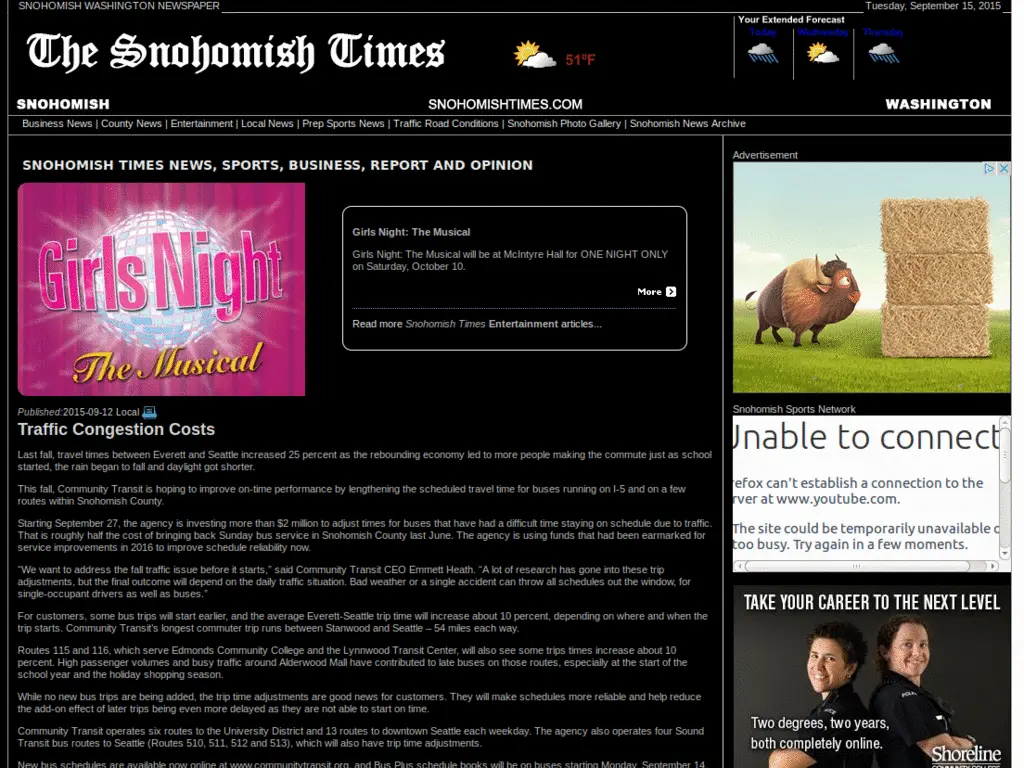 SNOHOMISH WASHINGTON NEWSPAPER
Tuesday, September 15, 2015
The Snohomish Times
51ºF
Your Extended Forecast
Today
Wednesday
Thursday
SNOHOMISH
SNOHOMISHTIMES.COM
WASHINGTON
Business News | County News | Entertainment | Local News | Prep Sports News | Traffic Road Conditions | Snohomish Photo Gallery | Snohomish News Archive
SNOHOMISH TIMES NEWS, SPORTS, BUSINESS, REPORT AND OPINION
Girls Night
The Musical
Girls Night: The Musical
Girls Night: The Musical will be at McIntyre Hall for ONE NIGHT ONLY
on Saturday, October 10.
More
Read more Snohomish Times Entertainment articles...
Published:2015-09-12 Local
Traffic Congestion Costs
Last fall, travel times between Everett and Seattle increased 25 percent as the rebounding economy led to more people making the commute just as school
started, the rain began to fall and daylight got shorter.
This fall, Community Transit is hoping to improve on-time performance by lengthening the scheduled travel time for buses running on I-5 and on a few
routes within Snohomish County.
Starting September 27, the agency is investing more than $2 million to adjust times for buses that have had a difficult time staying on schedule due to traffic.
That is roughly half the cost of bringing back Sunday bus service in Snohomish County last June. The agency is using funds that had been earmarked for
service improvements in 2016 to improve schedule reliability now.
“We want to address the fall traffic issue before it starts,” said Community Transit CEO Emmett Heath. “A lot of research has gone into these trip
adjustments, but the final outcome will depend on the daily traffic situation. Bad weather or a single accident can throw all schedules out the window, for
single-occupant drivers as well as buses.”
For customers, some bus trips will start earlier, and the average Everett-Seattle trip time will increase about 10 percent, depending on where and when the
trip starts. Community Transit's longest commuter trip runs between Stanwood and Seattle – 54 miles each way.
Routes 115 and 116, which serve Edmonds Community College and the Lynnwood Transit Center, will also see some trips times increase about 10
percent. High passenger volumes and busy traffic around Alderwood Mall have contributed to late buses on those routes, especially at the start of the
school year and the holiday shopping season.
While no new bus trips are being added, the trip time adjustments are good news for customers. They will make schedules more reliable and help reduce
the add-on effect of later trips being even more delayed as they are not able to start on time.
Community Transit operates six routes to the University District and 13 routes to downtown Seattle each weekday. The agency also operates four Sound
Transit bus routes to Seattle (Routes 510, 511, 512 and 513), which will also have trip time adjustments.
New bus schedules are available now online at www.communitytransit.org, and Bus Plus schedule books will be on buses starting Monday, September 14.
Advertisement
Snohomish Sports Network
Unable to connect
refox can't establish a connection to the
rver at www.youtube.com.
The site could be temporarily unavailable o
too busy. Try again in a few moments.
TAKE YOUR CAREER TO THE NEXT LEVEL
Two degrees, two years,
both completely online.
Shoreline
COMMUNITY COLLEGE